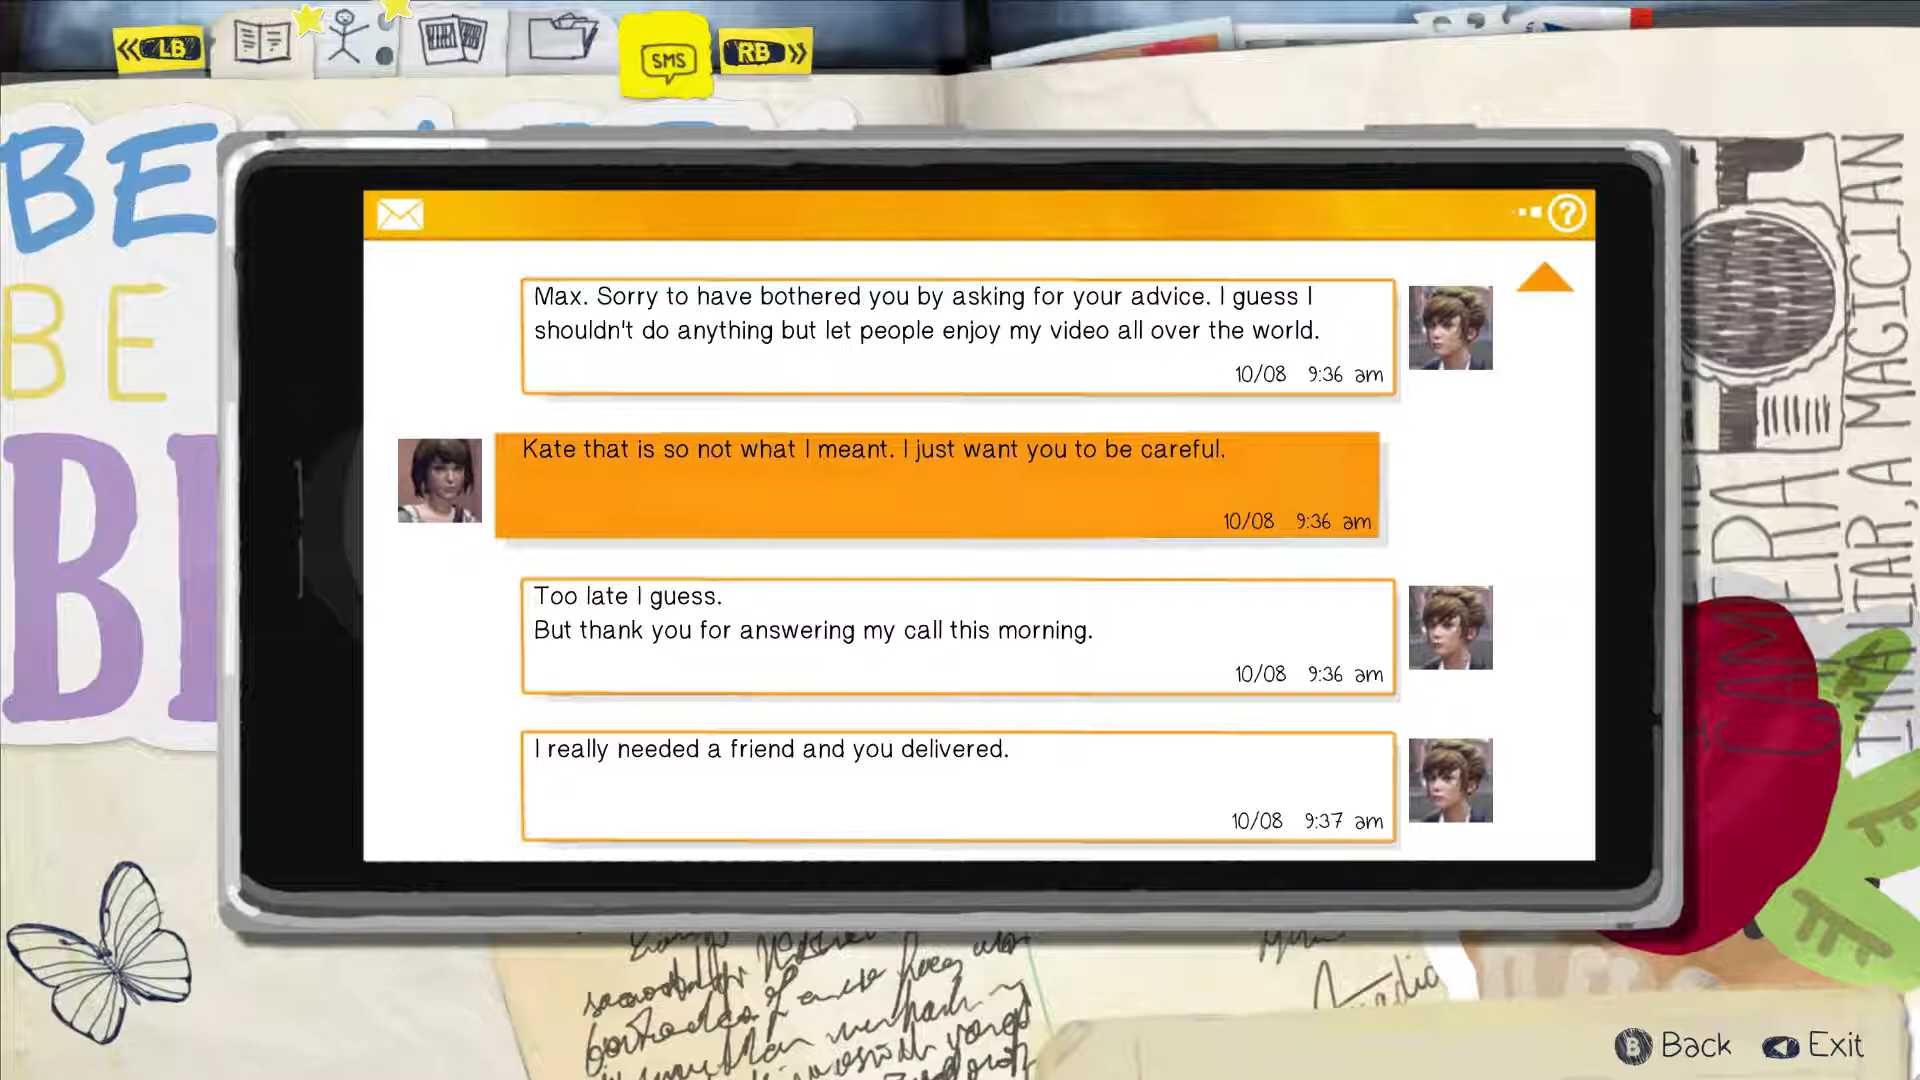 LB
SMS
RB
BE
BE
Max. Sorry to have bothered you by asking for your advice. I guess I
shouldn't do anything but let people enjoy my video all over the world.
10/08 9:36 am
Kate that is so not what I meant. I just want you to be careful.
10/08 9:36 am
Too late I guess.
But thank you for answering my call this morning.
10/08 9:36 am
I really needed a friend and you delivered.
10/08 9:37 am
A MAGICIAN
A LIAR,
B Back
Exit